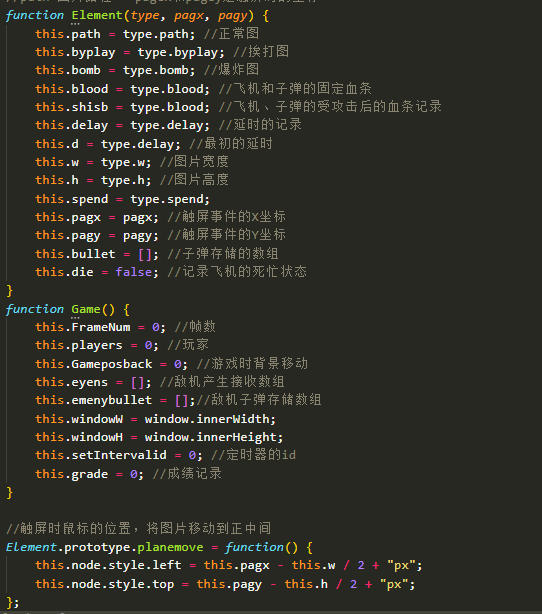 function Element(type, pagx, pagy) {
this.path = type.path; //正常图
this.byplay = type.byplay; //挨打图
this.bomb = type.bomb; //爆炸图
this.blood = type.blood; //飞机和子弹的固定血条
this.shisb = type.blood; //飞机、子弹的受攻击后的血条记录
this.delay = type.delay; //延时的记录
this.d = type.delay; //最初的延时
this.w = type.w; //图片宽度
this.h = type.h; //图片高度
this.spend = type.spend;
this.pagx = pagx; //触屏事件的X坐标
this.pagy = pagy; //触屏事件的Y坐标
this.bullet = []; //子弹存储的数组
this.die = false; //记录飞机的死忙状态
}
function Game() {
this.FrameNum = 0; //帧数
this.players = 0; //玩家
this.Gameposback = 0; //游戏时背景移动
this.eyens = []; //敌机产生接收数组
this.emenybullet = [];//敌机子弹存储数组
this.windowW = window.innerWidth;
this.windowH = window.innerHeight;
this.setIntervalid = 0; //定时器的id
this.grade = 0; //成绩记录
}
//触屏时鼠标的位置，将图片移动到正中间
Element.prototype.planemove = function() {
this.node.style.left = this.pagx - this.w / 2 + "px";
this.node.style.top = this.pagy - this.h / 2 + "px";
};